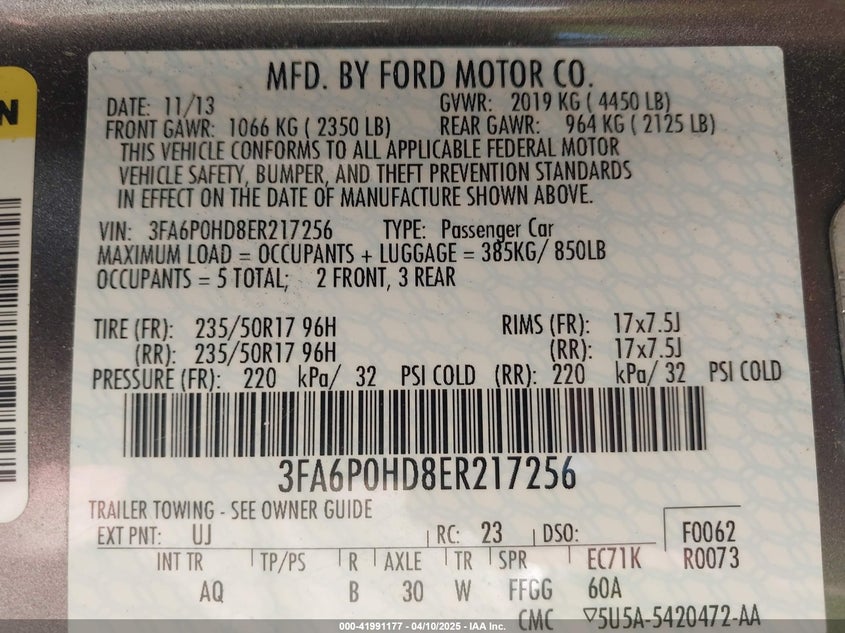 N
MFD. BY FORD MOTOR CO.
DATE: 11/13 GVWR: 2019 KG ( 4450 LB)
FRONT GAWR: 1066 KG ( 2350 LB) REAR GAWR: 964 KG ( 2125 LB)
THIS VEHICLE CONFORMS TO ALL APPLICABLE FEDERAL MOTOR
VEHICLE SAFETY, BUMPER, AND THEFT PREVENTION STANDARDS
IN EFFECT ON THE DATE OF MANUFACTURE SHOWN ABOVE.
VIN: 3FA6P0HD8ER217256 TYPE: Passenger Car
MAXIMUM LOAD = OCCUPANTS + LUGGAGE = 385KG/ 850LB
OCCUPANTS = 5 TOTAL; 2 FRONT, 3 REAR
TIRE (FR): 235/50R17 96H RIMS (FR): 17x7.5J
(RR): 235/50R17 96H (RR): 17x7.5J
PRESSURE (FR): 220 kPa/ 32 PSI COLD (RR): 220 kPa/ 32 PSI COLD
3FA6P0HD8ER217256
TRAILER TOWING - SEE OWNER GUIDE
EXT PNT: UJ RC: 23 DSO: F0062
INT TR TP/PS R AXLE TR SPR EC71K R0073
AQ B 30 W FFGG 60A
CMC ▽5U5A-5420472-AA
000-41991177 - 04/10/2025 - IAA Inc.